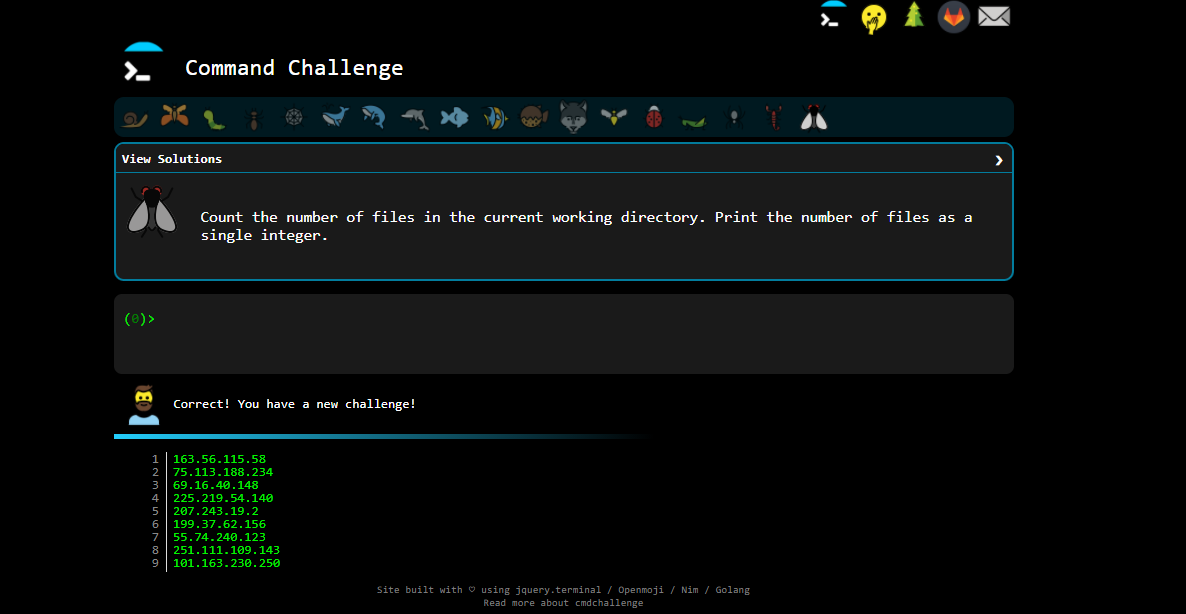 Command Challenge
View Solutions
Count the number of files in the current working directory. Print the number of files as a
single integer.
(0)>
Correct! You have a new challenge!
1 163.56.115.58
2 75.113.188.234
3 69.16.40.148
4 225.219.54.140
5 207.243.19.2
6 199.37.62.156
7 55.74.240.123
8 251.111.109.143
9 101.163.230.250
Site built with ♡ using jquery.terminal / Openmoji / Nim / Golang
Read more about cmdchallenge